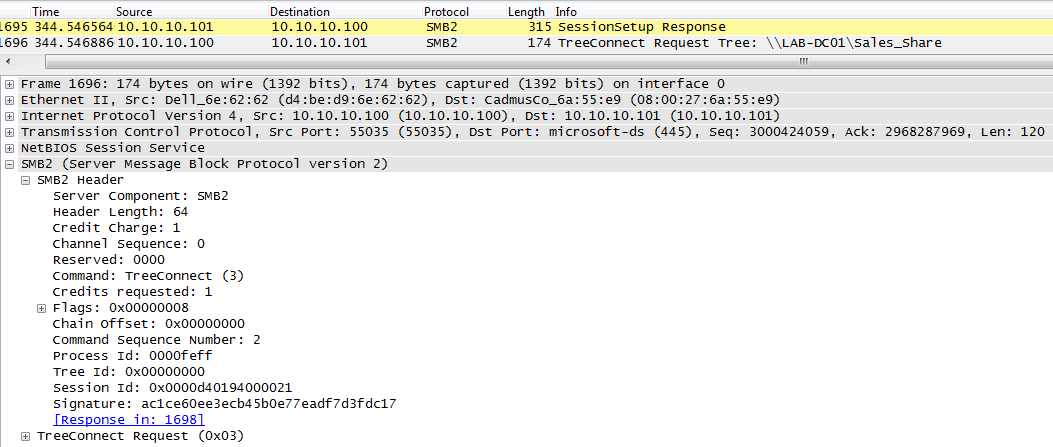 Time Source Destination Protocol Length Info
1695 344.546564 10.10.10.101 10.10.10.100 SMB2 315 SessionSetup Response
1696 344.546886 10.10.10.100 10.10.10.101 SMB2 174 TreeConnect Request Tree: \\LAB-DC01\Sales_Share
Frame 1696: 174 bytes on wire (1392 bits), 174 bytes captured (1392 bits) on interface 0
Ethernet II, Src: Dell_6e:62:62 (d4:be:d9:6e:62:62), Dst: CadmusCo_6a:55:e9 (08:00:27:6a:55:e9)
Internet Protocol Version 4, Src: 10.10.10.100 (10.10.10.100), Dst: 10.10.10.101 (10.10.10.101)
Transmission Control Protocol, Src Port: 55035 (55035), Dst Port: microsoft-ds (445), Seq: 3000424059, Ack: 2968287969, Len: 120
NetBIOS Session Service
SMB2 (Server Message Block Protocol version 2)
SMB2 Header
Server Component: SMB2
Header Length: 64
Credit Charge: 1
Channel Sequence: 0
Reserved: 0000
Command: TreeConnect (3)
Credits requested: 1
Flags: 0x00000008
Chain Offset: 0x00000000
Command Sequence Number: 2
Process Id: 0000feff
Tree Id: 0x00000000
Session Id: 0x0000d40194000021
Signature: ac1ce60ee3ecb45b0e77eadf7d3fdc17
[Response in: 1698]
TreeConnect Request (0x03)